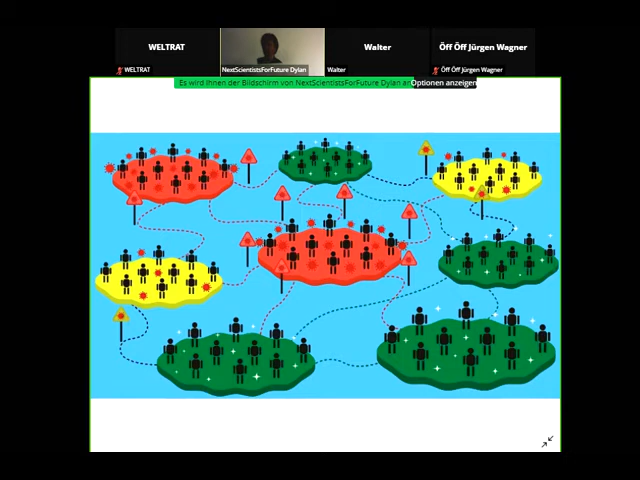 WELTRAT
Walter
Öff Öff Jürgen Wagner
WELTRAT
NextScientistsForFuture Dylan
Walter
Öff Öff Jürgen Wagner
Es wird Ihnen der Bildschirm von NextScientistsForFuture Dylan an
Optionen anzeigen